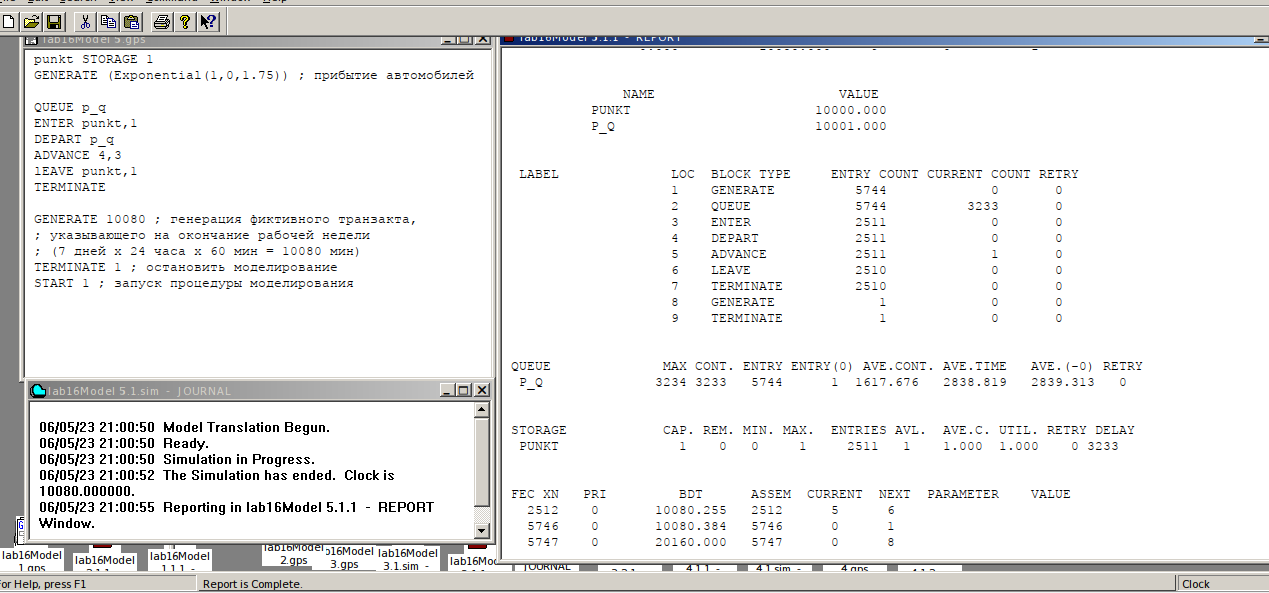 lab16Model 5.gps
punkt STORAGE 1
GENERATE (Exponential(1,0,1.75)) ; прибытие автомобилей
QUEUE p_q
ENTER punkt,1
DEPART p_q
ADVANCE 4,3
lEAVE punkt,1
TERMINATE
GENERATE 10080 ; генерация фиктивного транзакта,
; указывающего на окончание рабочей недели
; (7 дней х 24 часа х 60 мин = 10080 мин)
TERMINATE 1 ; остановить моделирование
START 1 ; запуск процедуры моделирования
lab16Model 5.1.sim - JOURNAL
06/05/23 21:00:50 Model Translation Begun.
06/05/23 21:00:50 Ready.
06/05/23 21:00:50 Simulation in Progress.
06/05/23 21:00:52 The Simulation has ended. Clock is
10080.000000.
06/05/23 21:00:55 Reporting in lab16Model 5.1.1 - REPORT
Window.
lab16Model 5.1.1 - REPORT
NAME VALUE
PUNKT 10000.000
P_Q 10001.000
LABEL LOC BLOCK TYPE ENTRY COUNT CURRENT COUNT RETRY
1 GENERATE 5744 0 0
2 QUEUE 5744 3233 0
3 ENTER 2511 0 0
4 DEPART 2511 0 0
5 ADVANCE 2511 1 0
6 LEAVE 2510 0 0
7 TERMINATE 2510 0 0
8 GENERATE 1 0 0
9 TERMINATE 1 0 0
QUEUE MAX CONT. ENTRY ENTRY(0) AVE.CONT. AVE.TIME AVE.(-0) RETRY
P_Q 3234 3233 5744 1 1617.676 2838.819 2839.313 0
STORAGE CAP. REM. MIN. MAX. ENTRIES AVL. AVE.C. UTIL. RETRY DELAY
PUNKT 1 0 0 1 2511 1 1.000 1.000 0 3233
FEC XN PRI BDT ASSEM CURRENT NEXT PARAMETER VALUE
2512 0 10080.255 2512 5 6
5746 0 10080.384 5746 0 1
5747 0 20160.000 5747 0 8
lab16Model
1.gps
lab16Model
lab16Model
1.1.1 -
lab16Model
2.gps
16Model
3.gps
lab16Model
3.1.sim -
lab16Mod
JOURNAL
4.1.1 -
4.1.sim -
4.gps
For Help, press F1
Report is Complete.
Clock